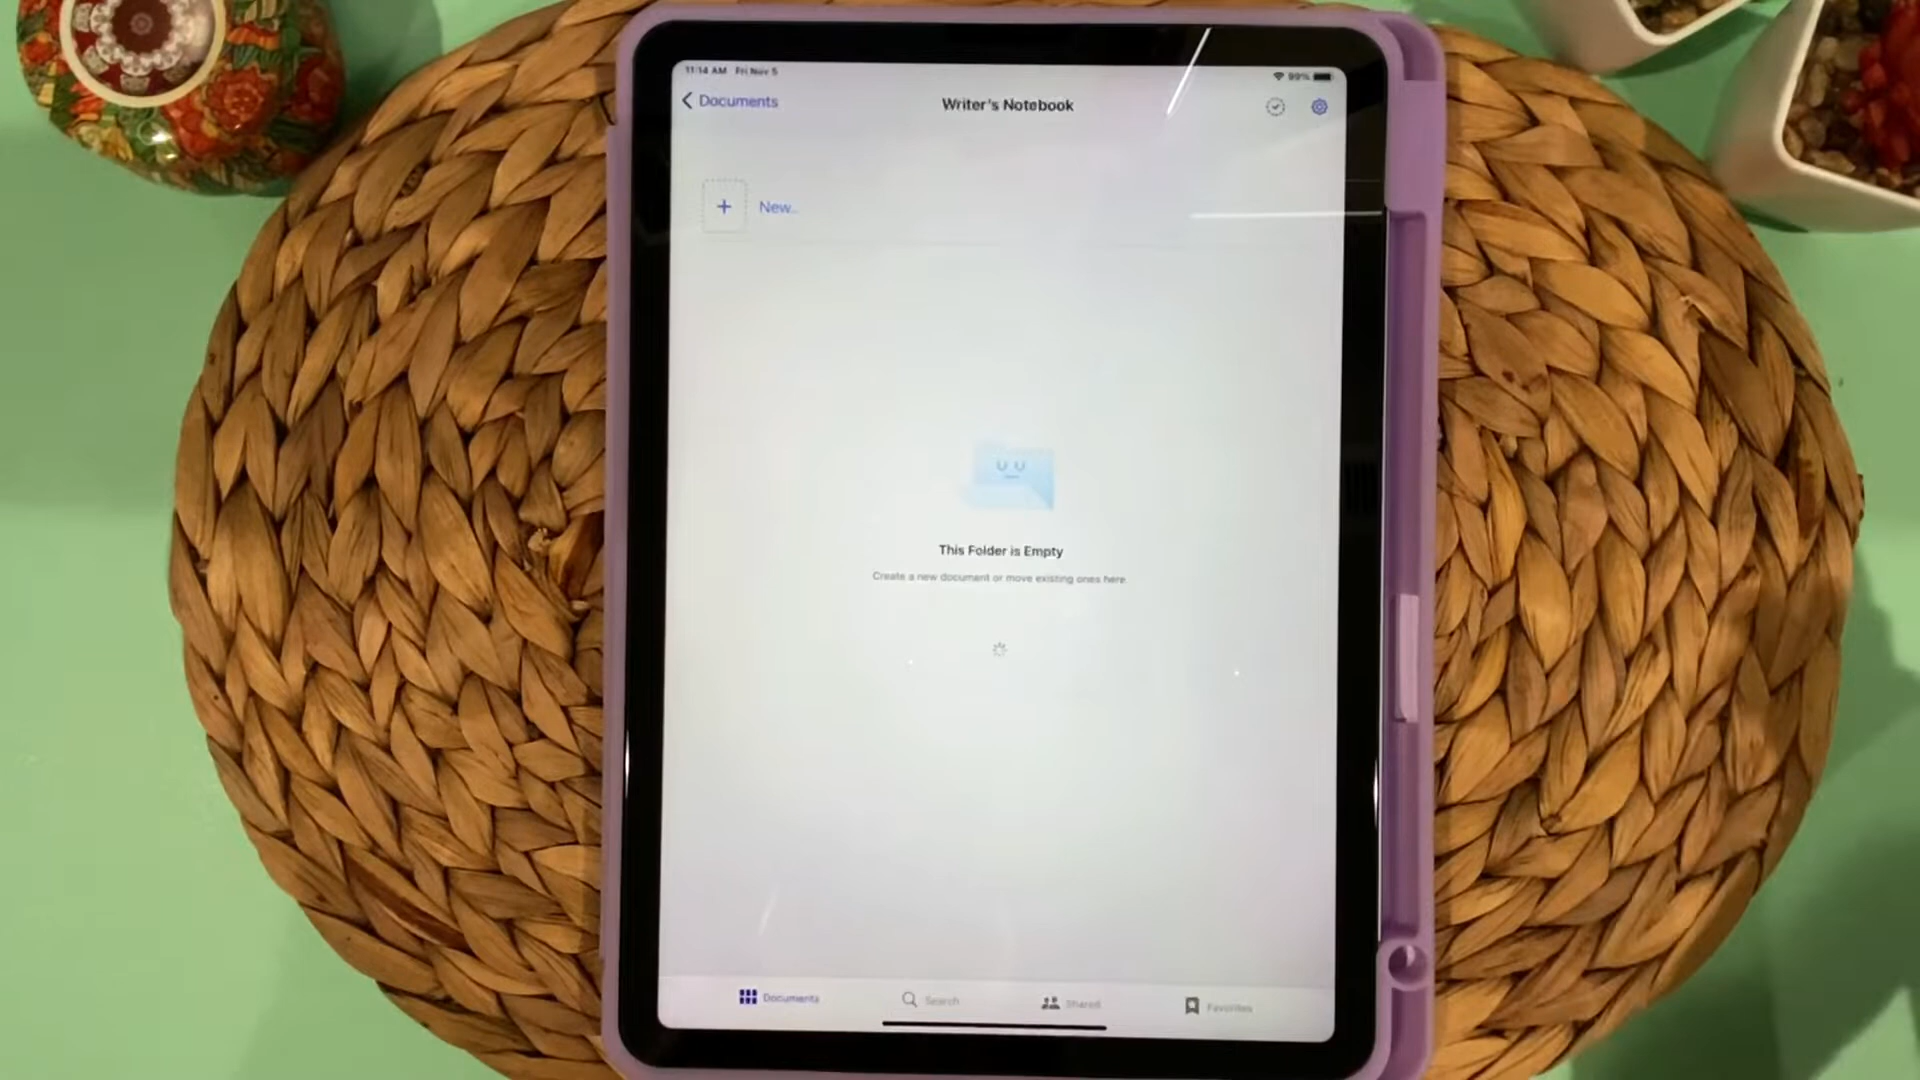 11:14 AM Fri Nov 5
99%
Documents
Writer's Notebook
New..
This Folder is Empty
Create a new document or move existing ones here
Documents
Search
Shared
Favorites